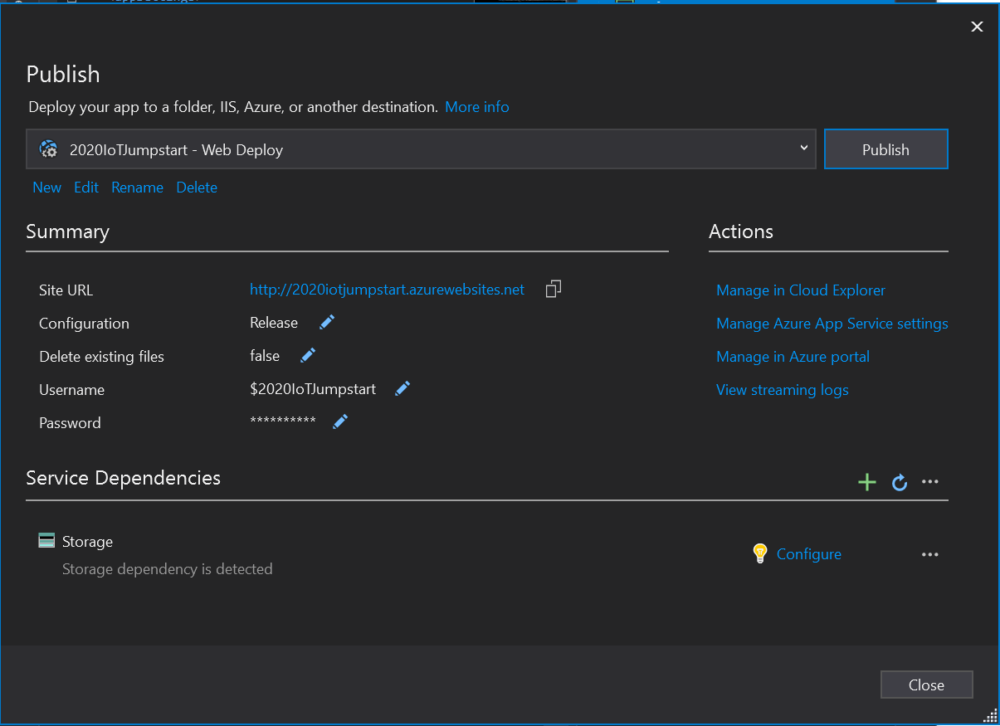 Publish
Deploy your app to a folder, IIS, Azure, or another destination. More info
2020IoTJumpstart - Web Deploy
Publish
New Edit Rename Delete
Summary
Site URL http://2020iotjumpstart.azurewebsites.net
Configuration Release
Delete existing files false
Username $2020IoTJumpstart
Password **********
Actions
Manage in Cloud Explorer
Manage Azure App Service settings
Manage in Azure portal
View streaming logs
Service Dependencies
Storage
Storage dependency is detected
Configure
Close